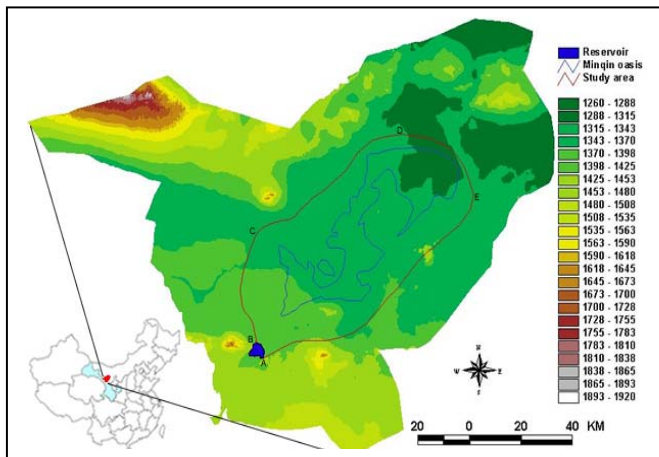 Reservoir
Minqin oasis
Study area
1260 - 1288
1288 - 1315
1315 - 1343
1343 - 1370
1370 - 1398
1398 - 1425
1425 - 1453
1453 - 1480
1480 - 1508
1508 - 1535
1535 - 1563
1563 - 1590
1590 - 1618
1618 - 1645
1645 - 1673
1673 - 1700
1700 - 1728
1728 - 1755
1755 - 1783
1783 - 1810
1810 - 1838
1838 - 1865
1865 - 1893
1893 - 1920
D
E
C
B
A
N
W E
S
20 0 20 40 KM